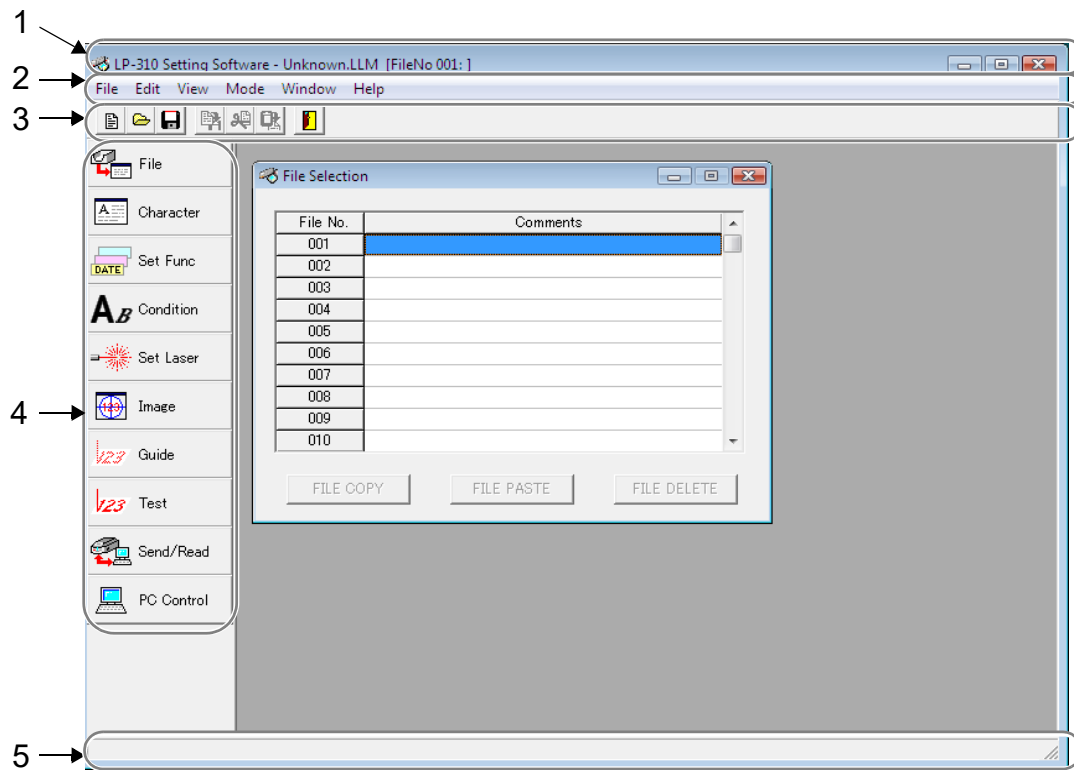 1
LP-310 Setting Software - Unknown.LLM [FileNo 001: ]
2
File Edit View Mode Window Help
3
File
Character
DATE Set Func
Condition
Set Laser
4
Image
Guide
Test
Send/Read
PC Control
File Selection
File No. Comments
001
002
003
004
005
006
007
008
009
010
FILE COPY FILE PASTE FILE DELETE
5